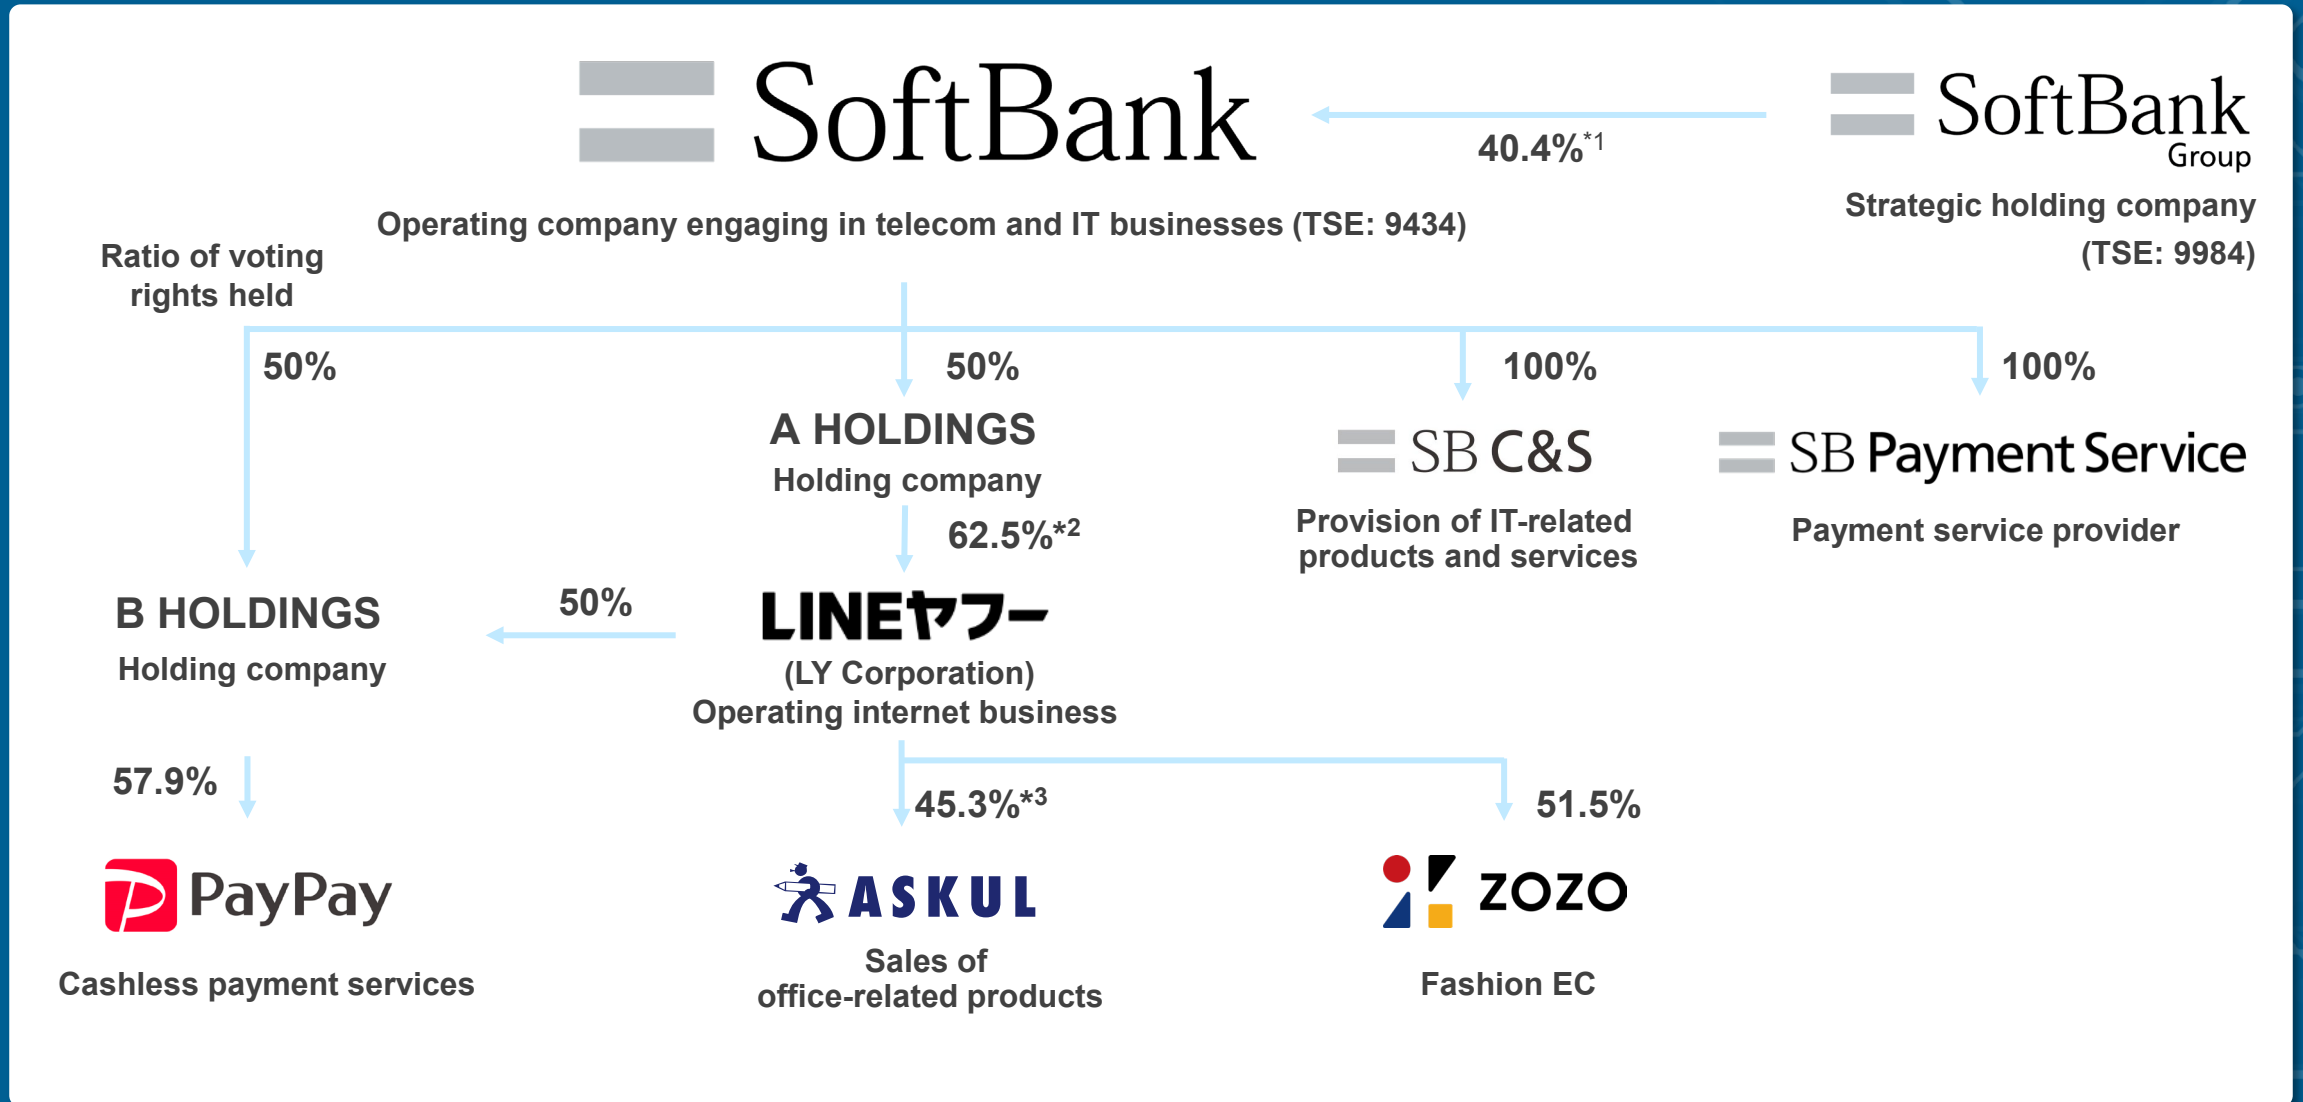 SoftBank
40.4%*1
SoftBank
Group
Strategic holding company
(TSE: 9984)
Operating company engaging in telecom and IT businesses (TSE: 9434)
Ratio of voting
rights held
50%
50%
100%
100%
A HOLDINGS
Holding company
62.5%*2
SB C&S
Provision of IT-related
products and services
SB Payment Service
Payment service provider
B HOLDINGS
Holding company
50%
LINEヤフー
(LY Corporation)
Operating internet business
57.9%
45.3%*3
51.5%
PayPay
Cashless payment services
ASKUL
Sales of
office-related products
ZOZO
Fashion EC